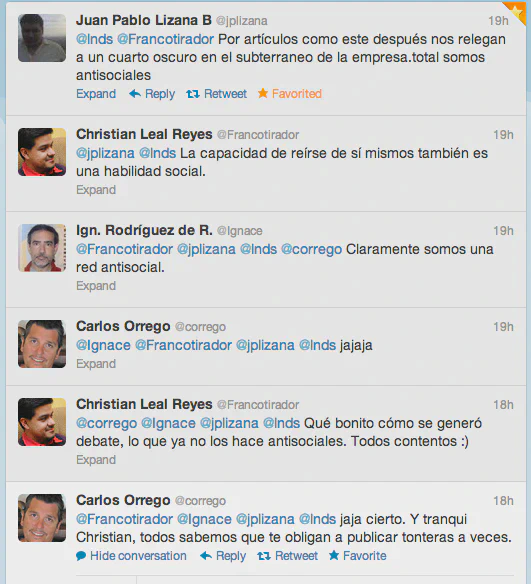 Juan Pablo Lizana B @jplizana 19h
@lnds @Francotirador Por artículos como este después nos relegan
a un cuarto oscuro en el subterraneo de la empresa.total somos
antisociales
Expand Reply Retweet Favorited
Christian Leal Reyes @Francotirador 19h
@jplizana @lnds La capacidad de reírse de sí mismos también es
una habilidad social.
Expand
Ign. Rodríguez de R. @Ignace 19h
@Francotirador @jplizana @lnds @corrego Claramente somos una
red antisocial.
Expand
Carlos Orrego @corrego 19h
@Ignace @Francotirador @jplizana @lnds jajaja
Expand
Christian Leal Reyes @Francotirador 18h
@corrego @Ignace @jplizana @lnds Qué bonito cómo se generó
debate, lo que ya no los hace antisociales. Todos contentos :)
Expand
Carlos Orrego @corrego 18h
@Francotirador @Ignace @jplizana @lnds jaja cierto. Y tranqui
Christian, todos sabemos que te obligan a publicar tonteras a veces.
Hide conversation Reply Retweet Favorite